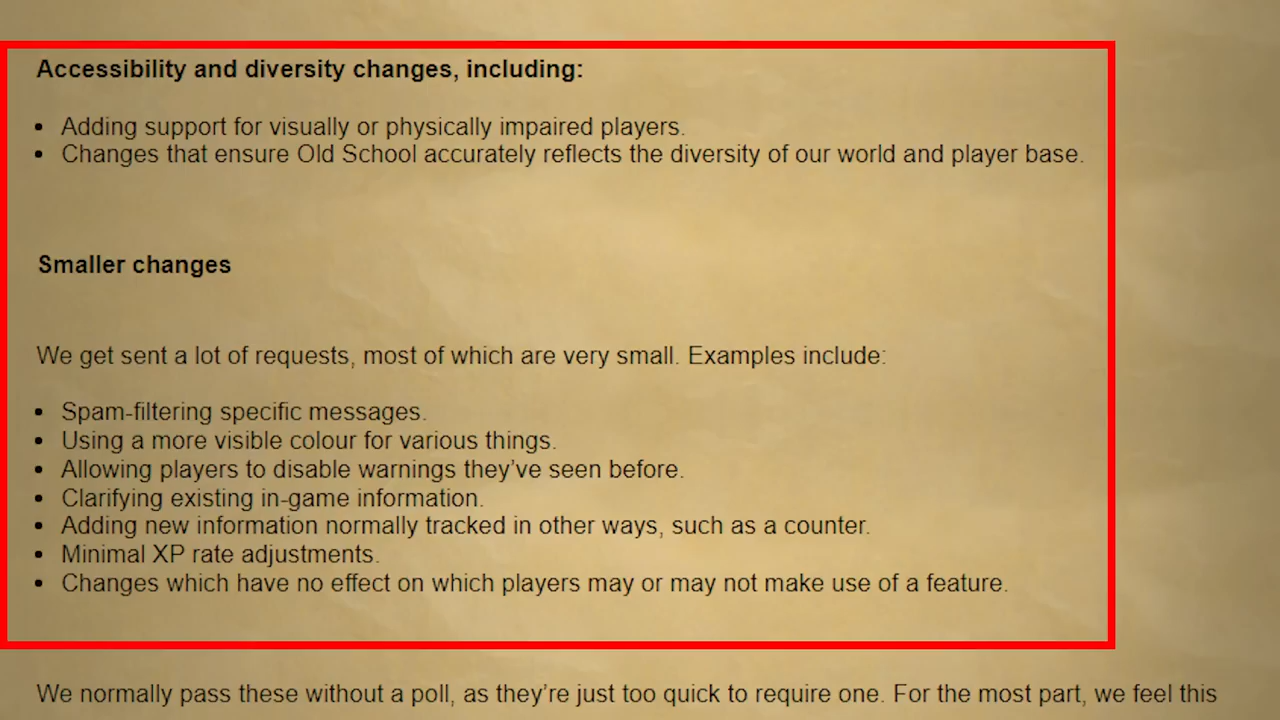 Accessibility and diversity changes, including:
• Adding support for visually or physically impaired players.
• Changes that ensure Old School accurately reflects the diversity of our world and player base.
Smaller changes
We get sent a lot of requests, most of which are very small. Examples include:
• Spam-filtering specific messages.
• Using a more visible colour for various things.
• Allowing players to disable warnings they’ve seen before.
• Clarifying existing in-game information.
• Adding new information normally tracked in other ways, such as a counter.
• Minimal XP rate adjustments.
• Changes which have no effect on which players may or may not make use of a feature.
We normally pass these without a poll, as they’re just too quick to require one. For the most part, we feel this